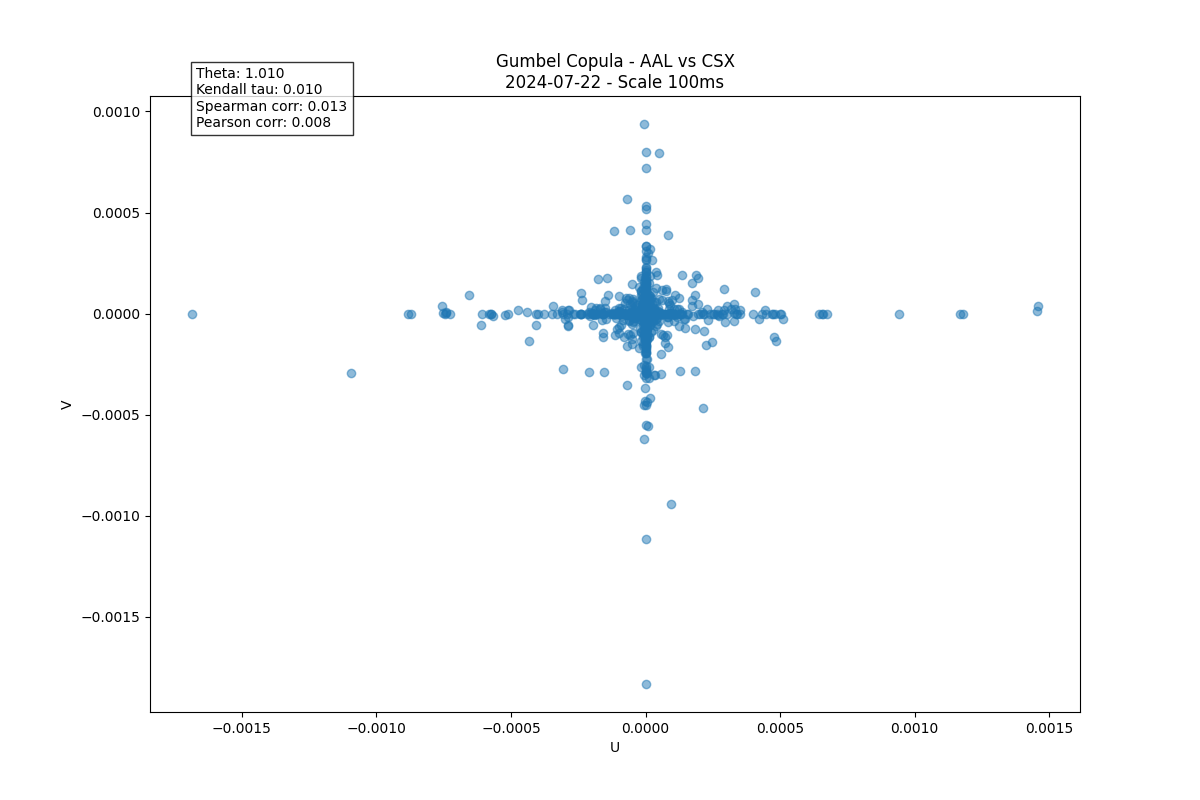 Gumbel Copula - AAL vs CSX
2024-07-22 - Scale 100ms
Theta: 1.010
Kendall tau: 0.010
Spearman corr: 0.013
Pearson corr: 0.008
0.0010
0.0005
0.0000
−0.0005
−0.0010
−0.0015
V
−0.0015
−0.0010
−0.0005
0.0000
0.0005
0.0010
0.0015
U